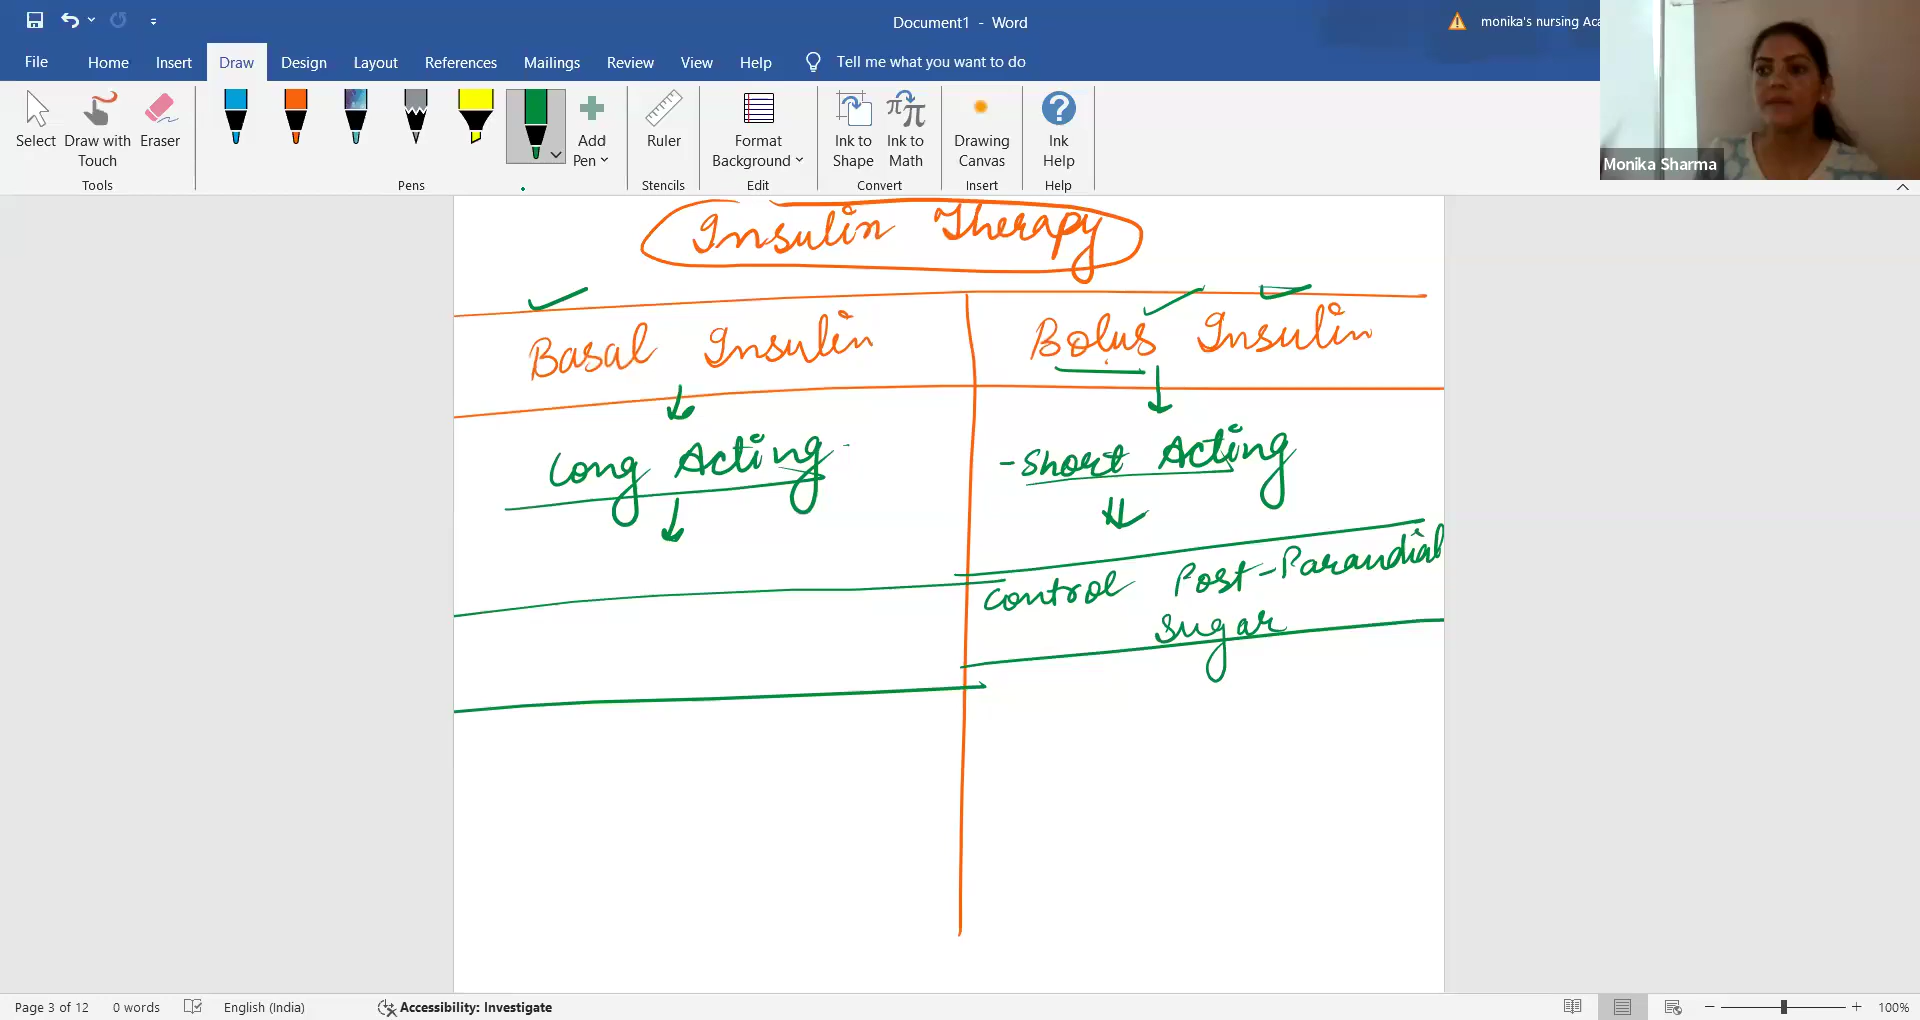 Document1 - Word
monika's nursing Aca
File Home Insert Draw Design Layout References Mailings Review View Help Tell me what you want to do
Select Draw with Touch Eraser Add Pen Ruler Format Background Ink to Shape Ink to Math Drawing Canvas Ink Help
Monika Sharma
Tools Pens Stencils Edit Convert Insert Help
Insulin Therapy
Basal Insulin Bolus Insulin
Long Acting - Short Acting
Control Post-Parandial
Sugar
Page 3 of 12 0 words English (India) Accessibility: Investigate 100%